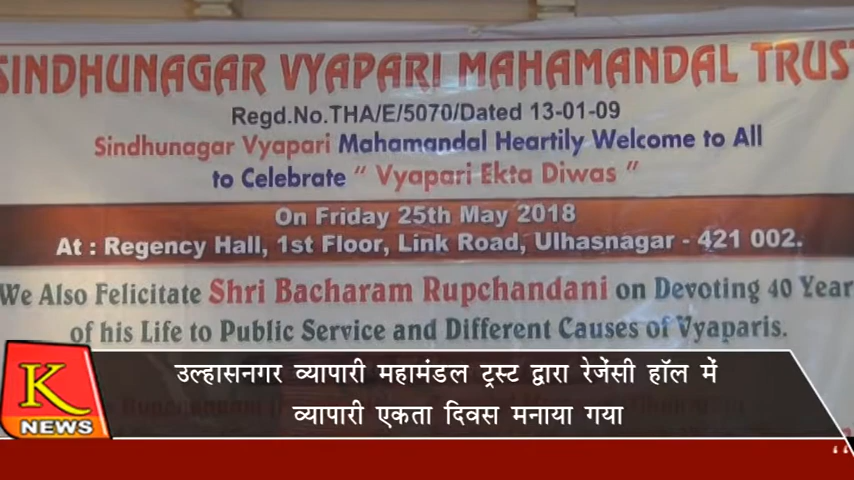 SINDHUNAGAR VYAPARI MAHAMANDAL TRUST
Regd.No.THA/E/5070/Dated 13-01-09
Sindhunagar Vyapari Mahamandal Heartily Welcome to All
to Celebrate “ Vyapari Ekta Diwas ”
On Friday 25th May 2018
At : Regency Hall, 1st Floor, Link Road, Ulhasnagar - 421 002.
We Also Felicitate Shri Bacharam Rupchandani on Devoting 40 Year
of his Life to Public Service and Different Causes of Vyaparis.
उल्हासनगर व्यापारी महामंडल ट्रस्ट द्वारा रेजेंसी हॉल में
व्यापारी एकता दिवस मनाया गया
K
NEWS
“